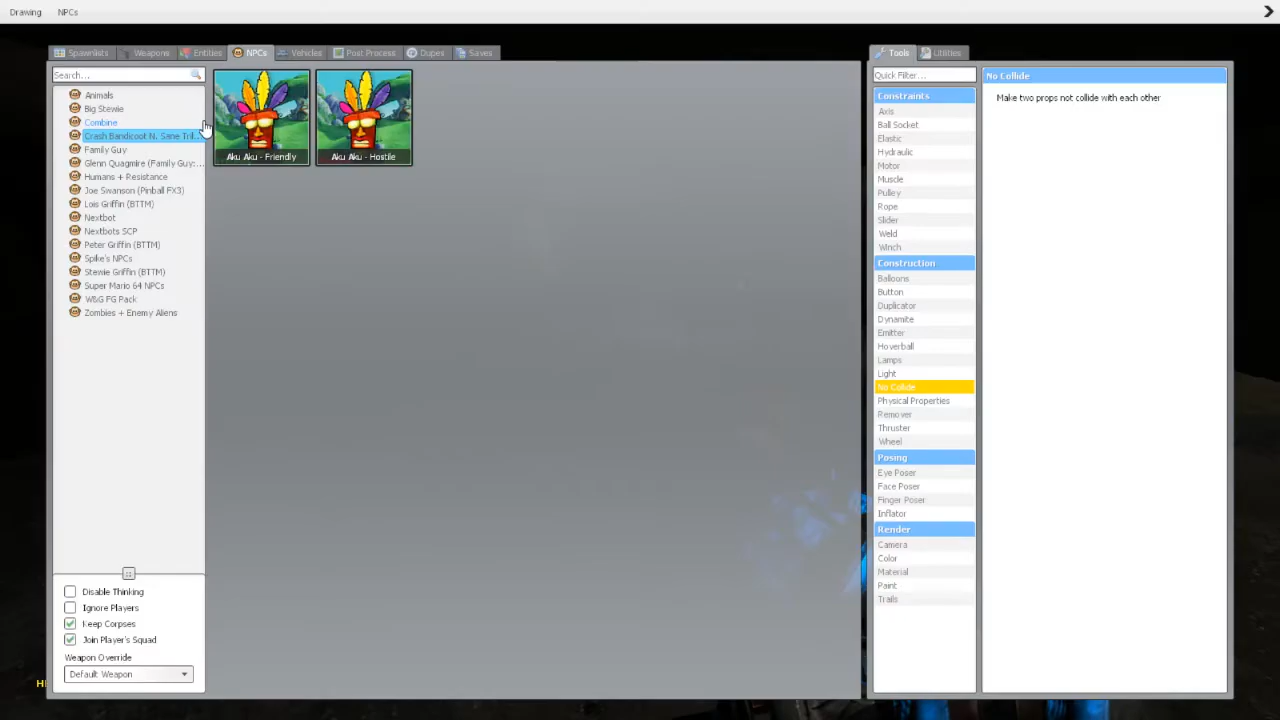 Drawing NPCs
Spawnlists Weapons Entities NPCs Vehicles Post Process Dupes Saves
Search...
Animals
Big Stewie
Combine
Crash Bandicoot N. Sane Tril...
Family Guy
Glenn Quagmire (Family Guy:...
Humans + Resistance
Joe Swanson (Pinball FX3)
Lois Griffin (BTTM)
Nextbot
Nextbots SCP
Peter Griffin (BTTM)
Spike's NPCs
Stewie Griffin (BTTM)
Super Mario 64 NPCs
W&G FG Pack
Zombies + Enemy Aliens
Disable Thinking
Ignore Players
Keep Corpses
Join Player's Squad
Weapon Override
Default Weapon
Aku Aku - Friendly
Aku Aku - Hostile
Tools Utilities
Quick Filter...
Constraints
Axis
Ball Socket
Elastic
Hydraulic
Motor
Muscle
Pulley
Rope
Slider
Weld
Winch
Construction
Balloons
Button
Duplicator
Dynamite
Emitter
Hoverball
Lamps
Light
No Collide
Physical Properties
Remover
Thruster
Wheel
Posing
Eye Poser
Face Poser
Finger Poser
Inflator
Render
Camera
Color
Material
Paint
Trails
No Collide
Make two props not collide with each other